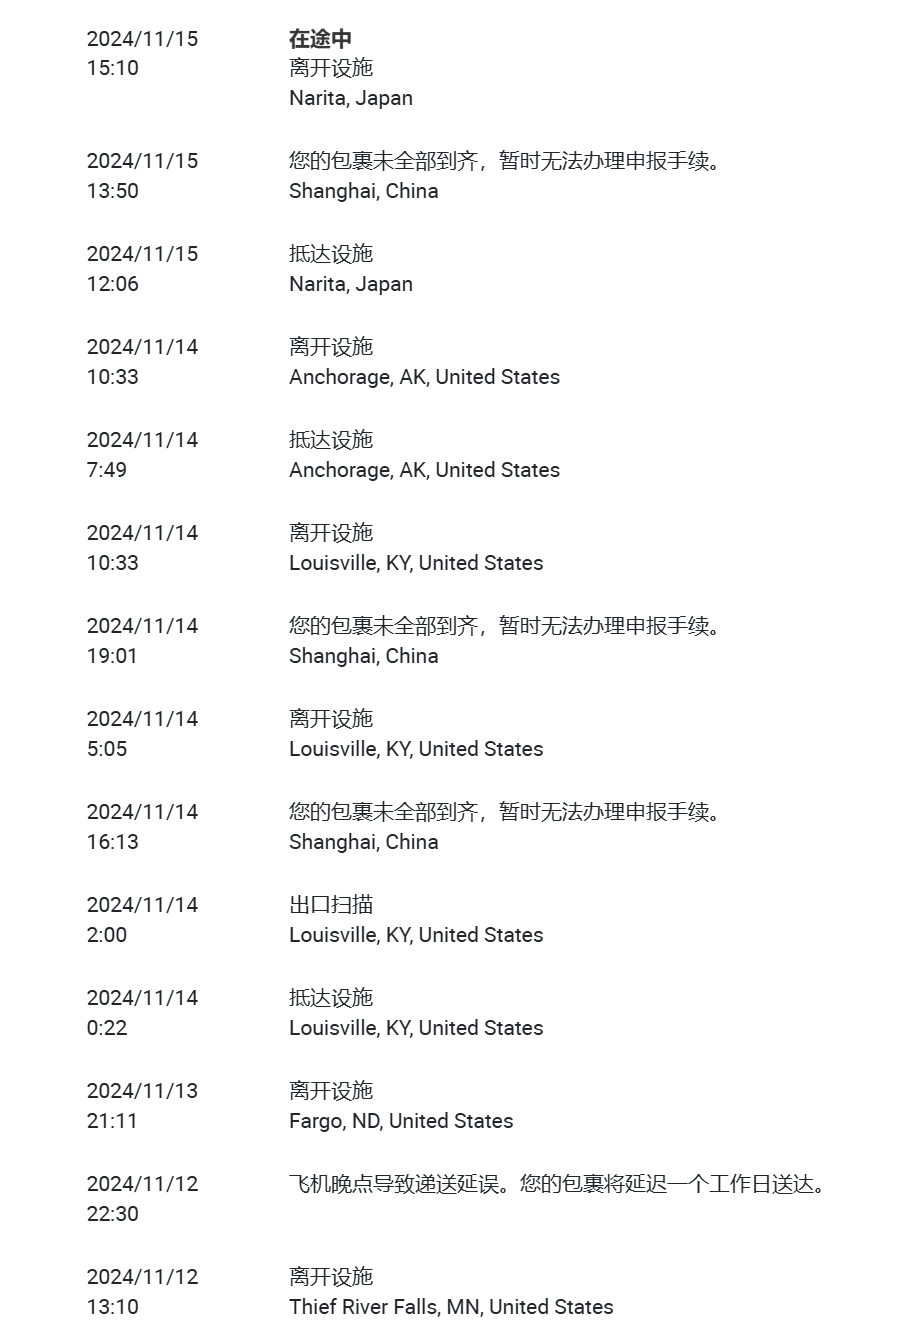 2024/11/15 在途中
15:10 离开设施
Narita, Japan
2024/11/15 您的包裹未全部到齐，暂时无法办理申报手续。
13:50 Shanghai, China
2024/11/15 抵达设施
12:06 Narita, Japan
2024/11/14 离开设施
10:33 Anchorage, AK, United States
2024/11/14 抵达设施
7:49 Anchorage, AK, United States
2024/11/14 离开设施
10:33 Louisville, KY, United States
2024/11/14 您的包裹未全部到齐，暂时无法办理申报手续。
19:01 Shanghai, China
2024/11/14 离开设施
5:05 Louisville, KY, United States
2024/11/14 您的包裹未全部到齐，暂时无法办理申报手续。
16:13 Shanghai, China
2024/11/14 出口扫描
2:00 Louisville, KY, United States
2024/11/14 抵达设施
0:22 Louisville, KY, United States
2024/11/13 离开设施
21:11 Fargo, ND, United States
2024/11/12 飞机晚点导致递送延误。您的包裹将延迟一个工作日送达。
22:30
2024/11/12 离开设施
13:10 Thief River Falls, MN, United States